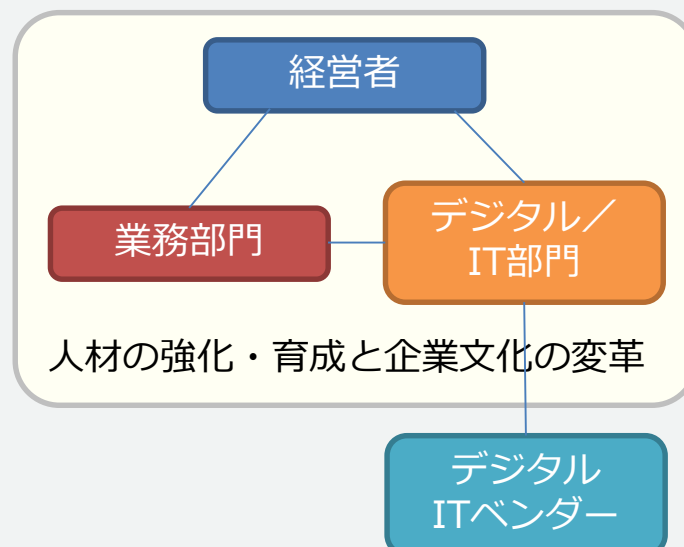 経営者
業務部門
デジタル／
IT部門
人材の強化・育成と企業文化の変革
デジタル
ITベンダー